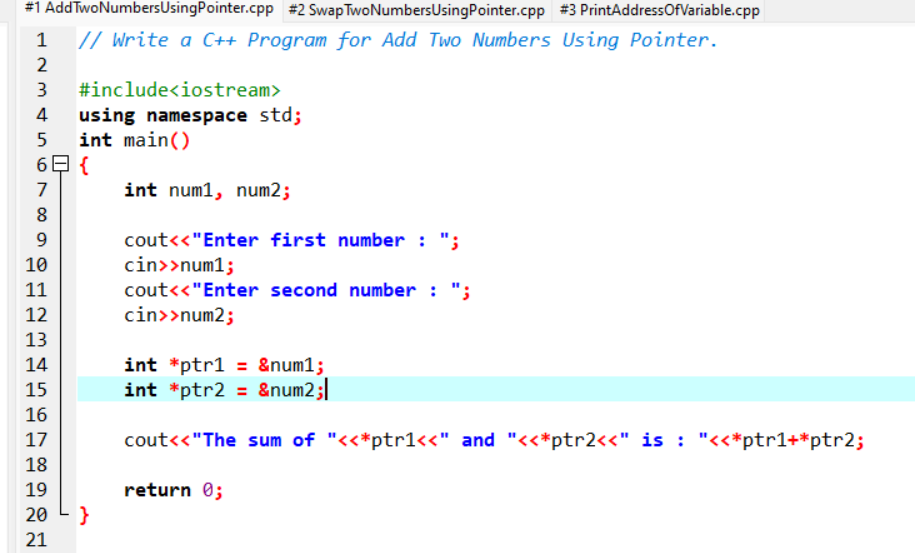 #1 AddTwoNumbersUsingPointer.cpp #2 SwapTwoNumbersUsingPointer.cpp #3 PrintAddressOfVariable.cpp
1 // Write a C++ Program for Add Two Numbers Using Pointer.
2
3 #include<iostream>
4 using namespace std;
5 int main()
6 {
7 int num1, num2;
8
9 cout<<"Enter first number : ";
10 cin>>num1;
11 cout<<"Enter second number : ";
12 cin>>num2;
13
14 int *ptr1 = &num1;
15 int *ptr2 = &num2;
16
17 cout<<"The sum of "<<*ptr1<<" and "<<*ptr2<<" is : "<<*ptr1+*ptr2;
18
19 return 0;
20 }
21